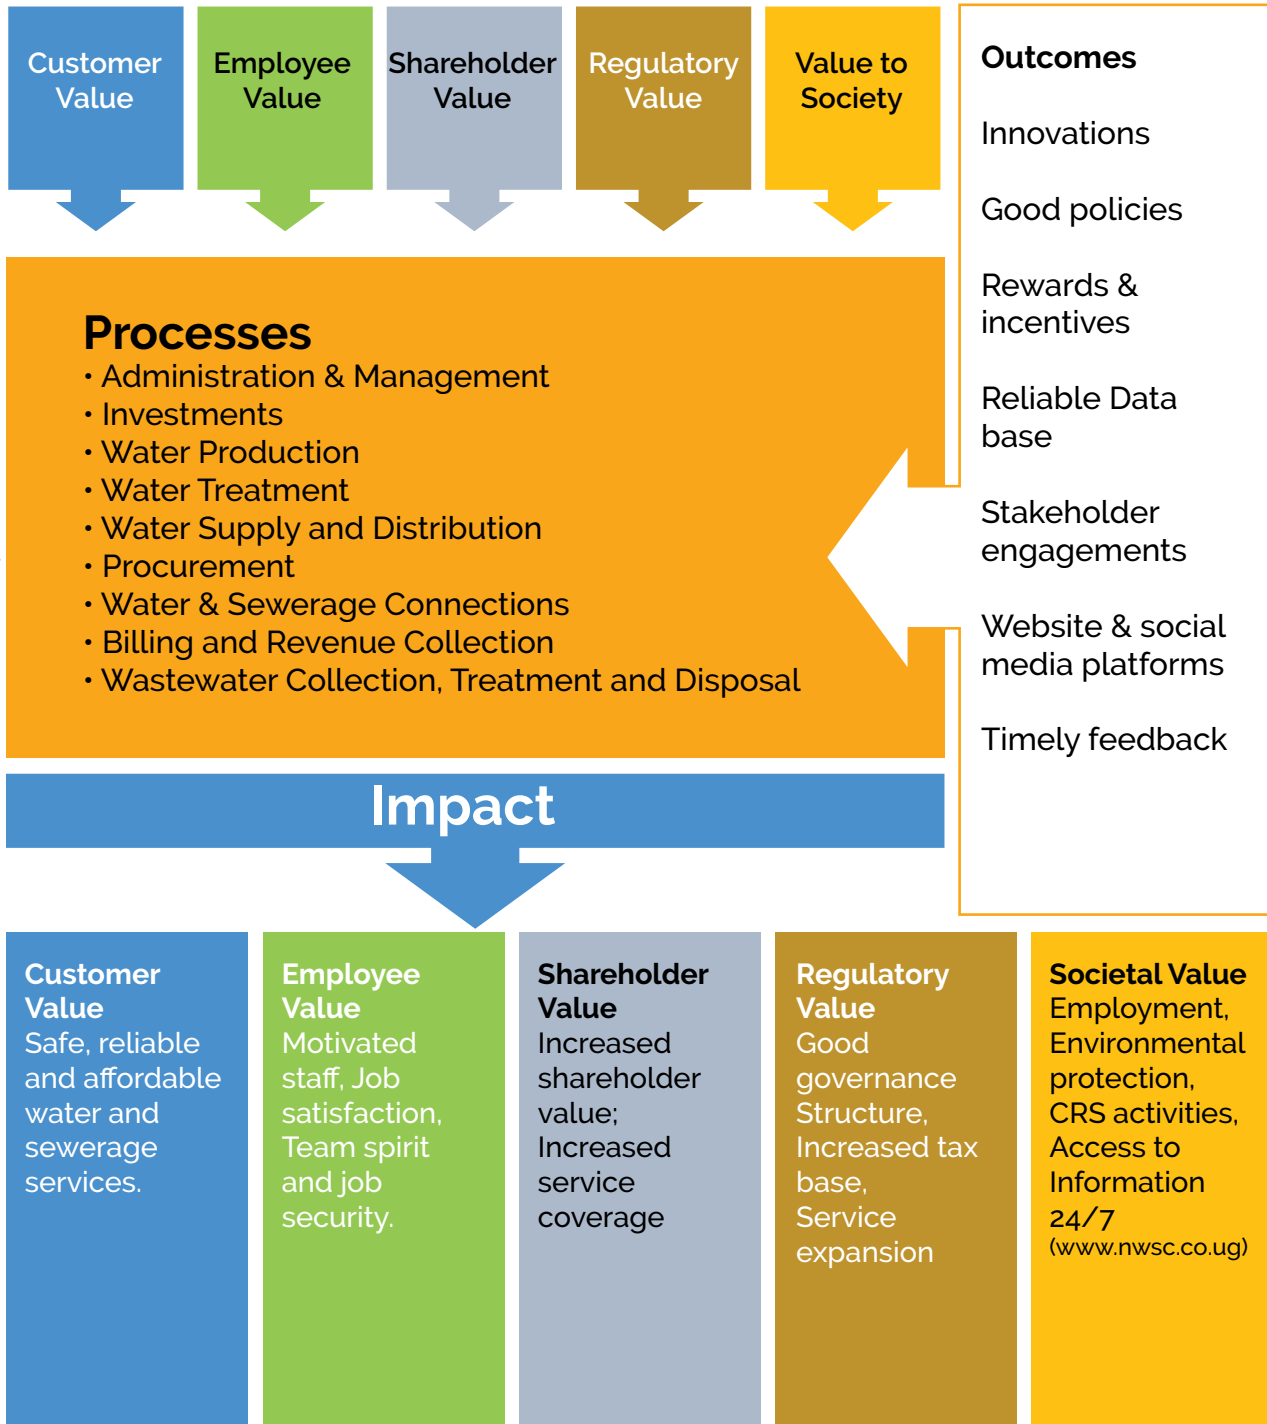 Customer
Value
Employee
Value
Shareholder
Value
Regulatory
Value
Value to
Society
Outcomes
Innovations
Good policies
Rewards &
incentives
Reliable Data
base
Stakeholder
engagements
Website & social
media platforms
Timely feedback
Processes
• Administration & Management
• Investments
• Water Production
• Water Treatment
• Water Supply and Distribution
• Procurement
• Water & Sewerage Connections
• Billing and Revenue Collection
• Wastewater Collection, Treatment and Disposal
Impact
Customer
Value
Safe, reliable
and affordable
water and
sewerage
services.
Employee
Value
Motivated
staff, Job
satisfaction,
Team spirit
and job
security.
Shareholder
Value
Increased
shareholder
value;
Increased
service
coverage
Regulatory
Value
Good
governance
Structure,
Increased tax
base,
Service
expansion
Societal Value
Employment,
Environmental
protection,
CRS activities,
Access to
Information
24/7
(www.nwsc.co.ug)